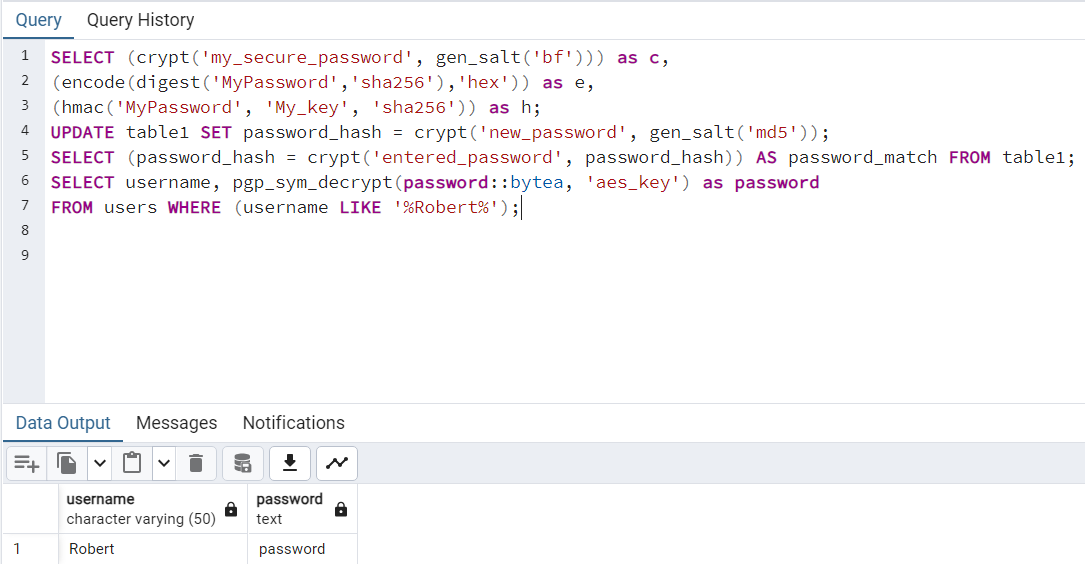 Query Query History
1 SELECT (crypt('my_secure_password', gen_salt('bf'))) as c,
2 (encode(digest('MyPassword','sha256'),'hex')) as e,
3 (hmac('MyPassword', 'My_key', 'sha256')) as h;
4 UPDATE table1 SET password_hash = crypt('new_password', gen_salt('md5'));
5 SELECT (password_hash = crypt('entered_password', password_hash)) AS password_match FROM table1;
6 SELECT username, pgp_sym_decrypt(password::bytea, 'aes_key') as password
7 FROM users WHERE (username LIKE '%Robert%');
8
9
Data Output Messages Notifications
username password
character varying (50) text
1 Robert password